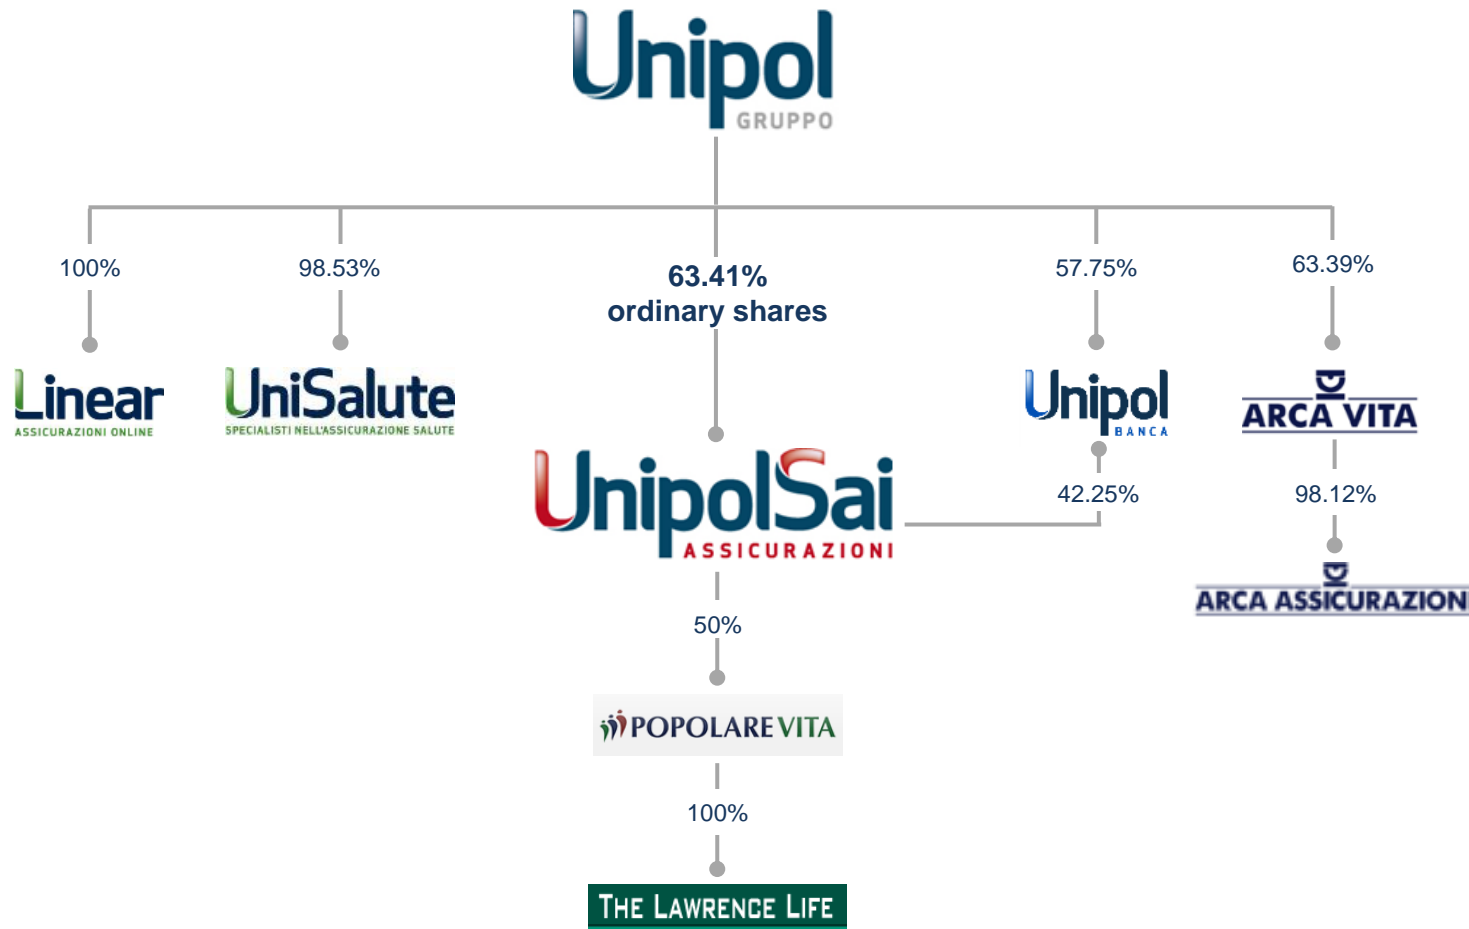 Unipol
GRUPPO
100%
98.53%
63.41%
ordinary shares
57.75%
63.39%
Linear
ASSICURAZIONI ONLINE
UniSalute
SPECIALISTI NELL'ASSICURAZIONE SALUTE
Unipol
BANCA
ARCA VITA
UnipolSai
ASSICURAZIONI
42.25%
98.12%
ARCA ASSICURAZIONI
50%
POPOLARE VITA
100%
THE LAWRENCE LIFE